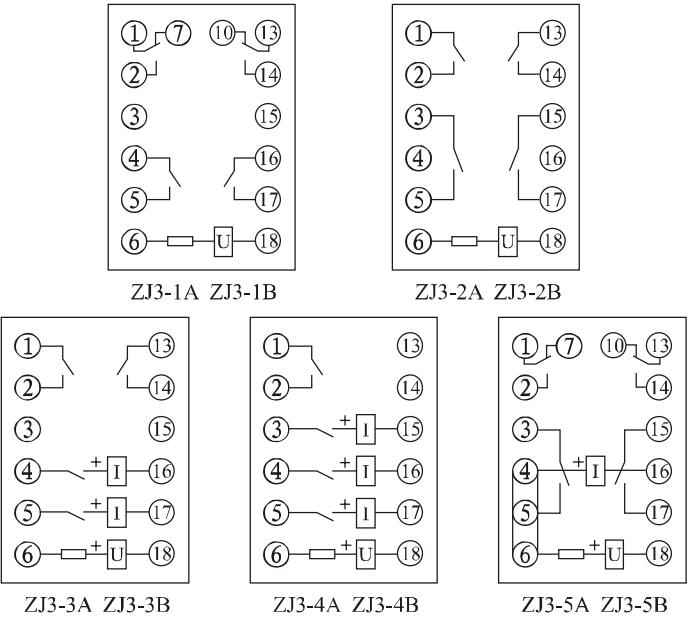 ① ⑦ ⑩ ⑬
② ⑭
③ ⑮
④ ⑯
⑤ ⑰
⑥ U ⑱
ZJ3-1A ZJ3-1B
① ⑬
② ⑭
③ ⑮
④ ⑯
⑤ ⑰
⑥ U ⑱
ZJ3-2A ZJ3-2B
① ⑬
② ⑭
③ ⑮
④ + I ⑯
⑤ + I ⑰
⑥ + U ⑱
ZJ3-3A ZJ3-3B
① ⑬
② ⑭
③ + I ⑮
④ + I ⑯
⑤ + I ⑰
⑥ + U ⑱
ZJ3-4A ZJ3-4B
① ⑦ ⑩ ⑬
② ⑭
③ ⑮
④ + I ⑯
⑤ ⑰
⑥ + U ⑱
ZJ3-5A ZJ3-5B